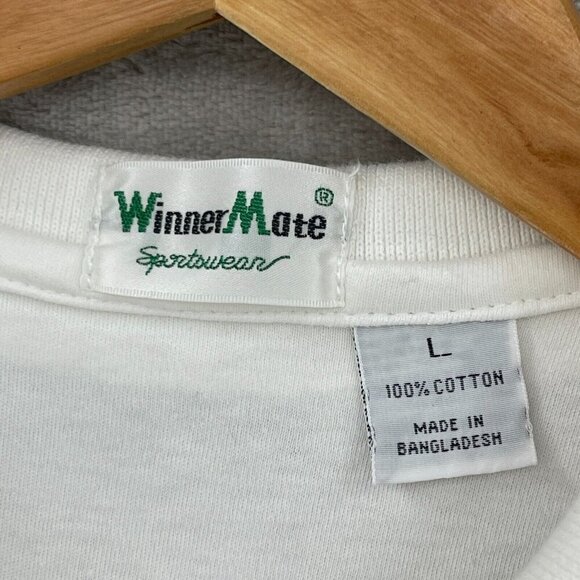 WinnerMate®
Sportswear
L
100% COTTON
MADE IN
BANGLADESH